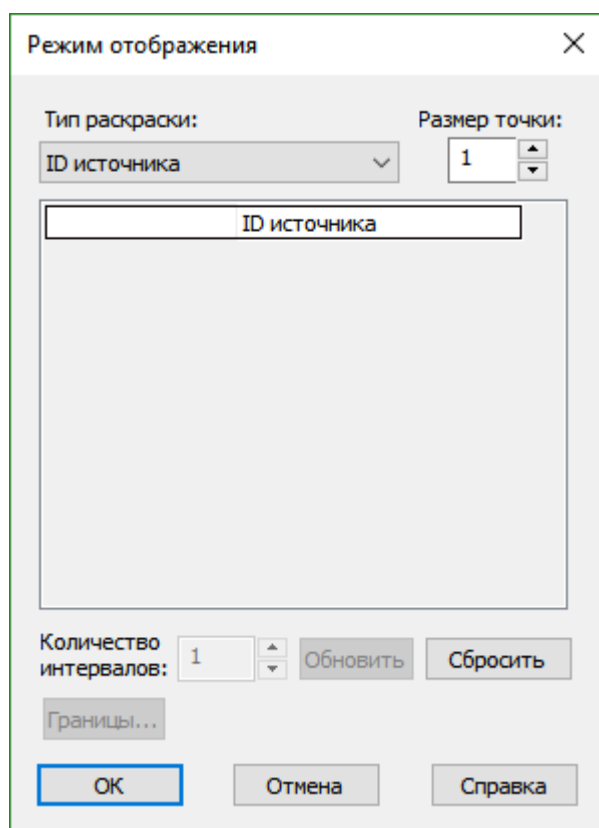 Режим отображения
Тип раскраски: Размер точки:
ID источника 1
ID источника
Количество интервалов: 1 Обновить Сбросить
Границы...
ОК Отмена Справка